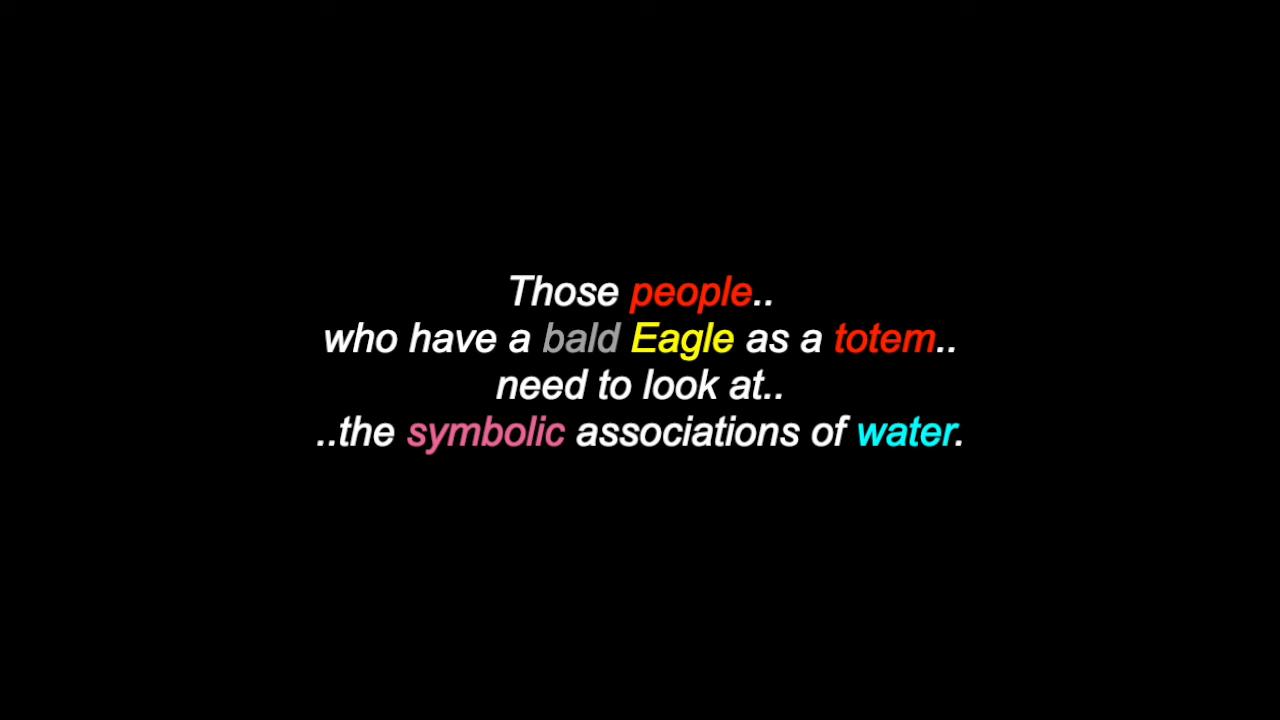 Those people..
who have a bald Eagle as a totem..
need to look at..
..the symbolic associations of water.